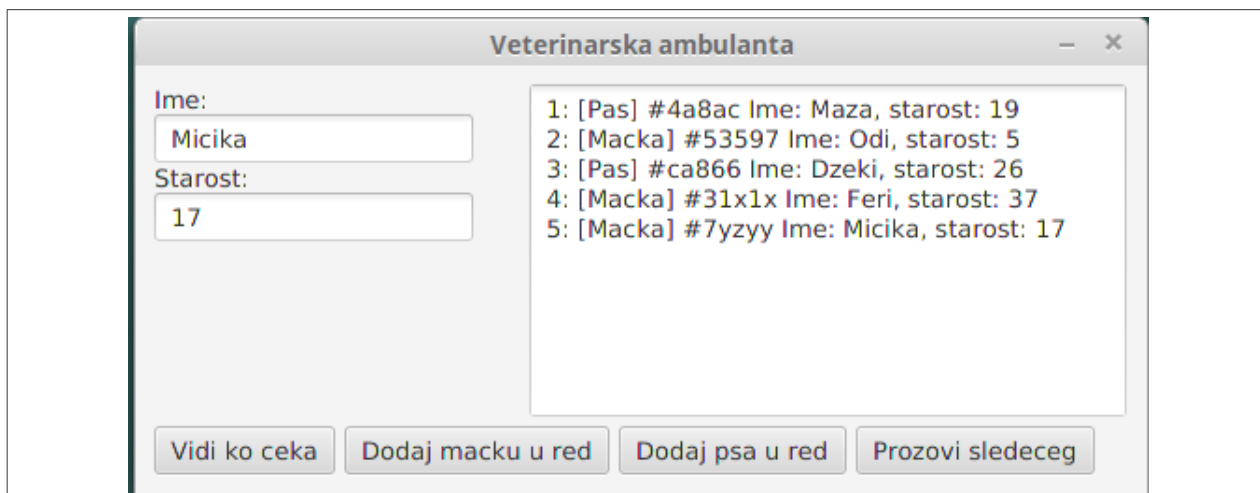 Veterinarska ambulanta
Ime:
Micika
Starost:
17
1: [Pas] #4a8ac Ime: Maza, starost: 19
2: [Macka] #53597 Ime: Odi, starost: 5
3: [Pas] #ca866 Ime: Dzeki, starost: 26
4: [Macka] #31x1x Ime: Feri, starost: 37
5: [Macka] #7yzyy Ime: Micika, starost: 17
Vidi ko ceka
Dodaj macku u red
Dodaj psa u red
Prozovi sledeceg